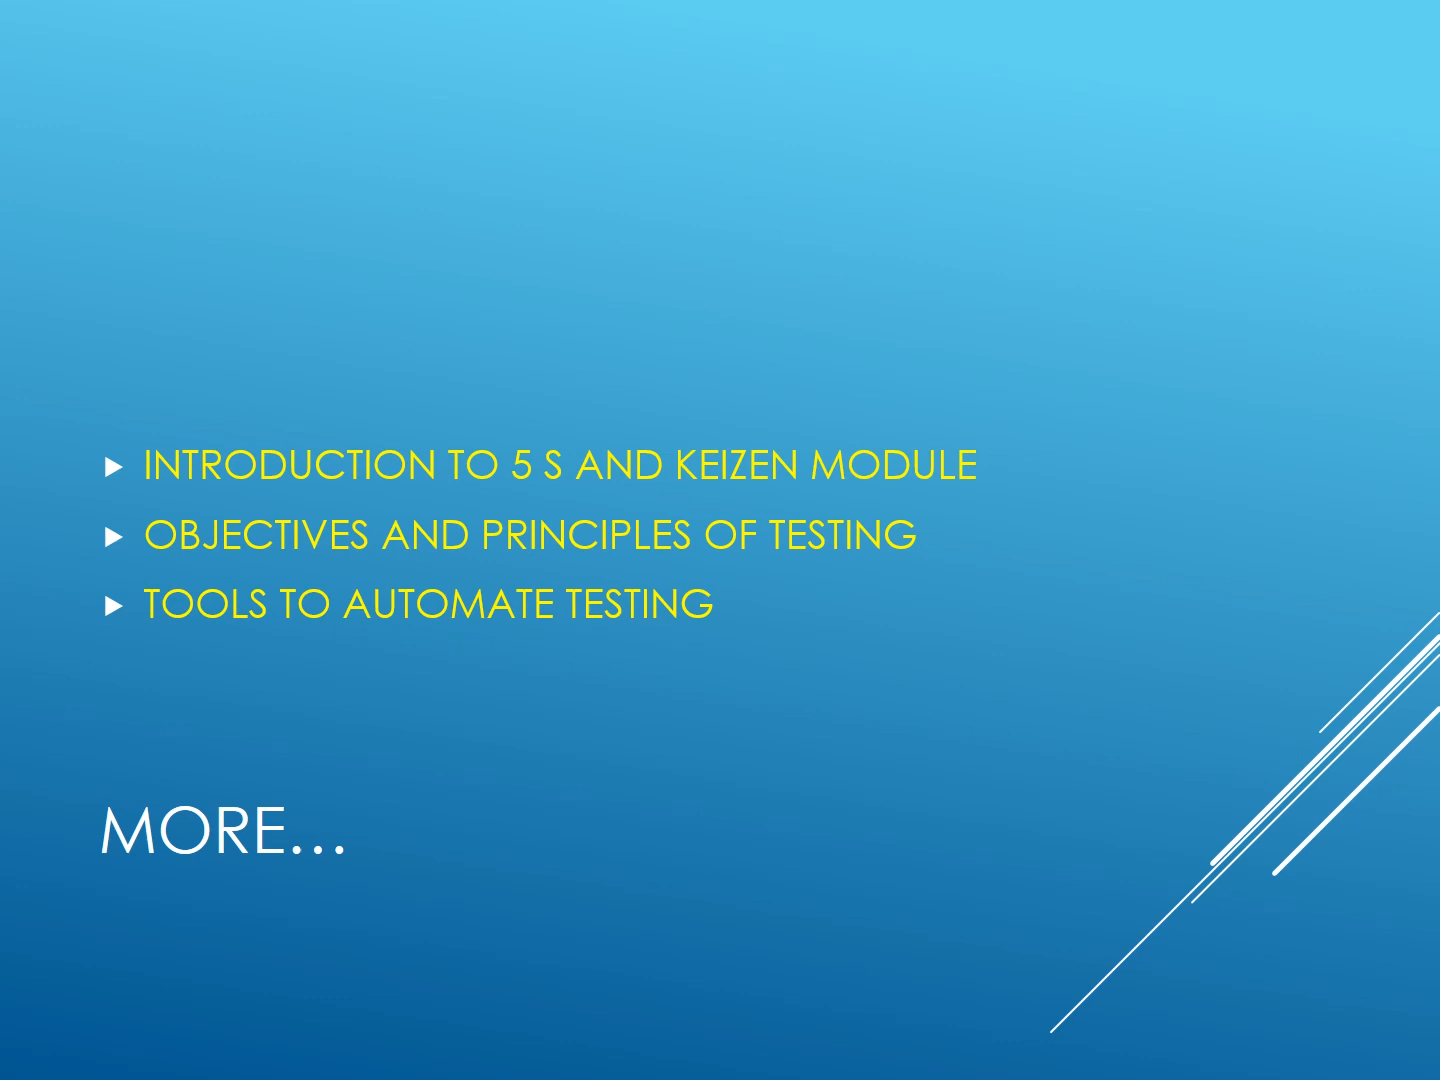 INTRODUCTION TO 5 S AND KEIZEN MODULE
OBJECTIVES AND PRINCIPLES OF TESTING
TOOLS TO AUTOMATE TESTING
MORE...